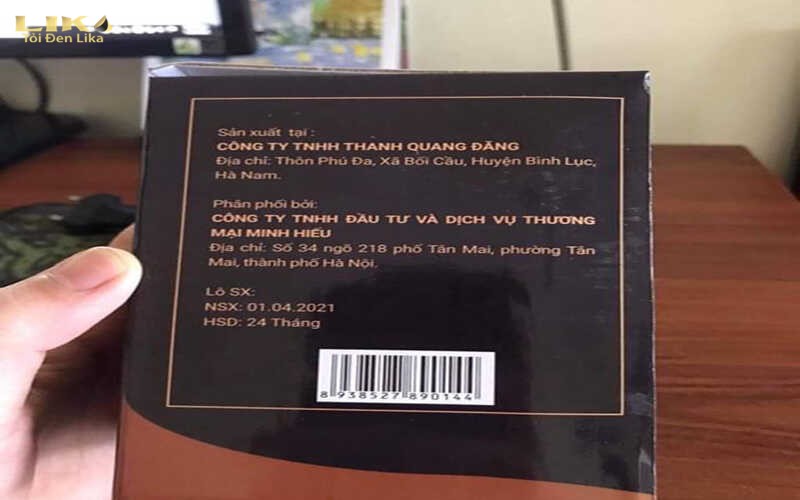 LIKA
Tỏi Đen Lika
Sản xuất tại :
CÔNG TY TNHH THANH QUANG ĐĂNG
Địa chỉ: Thôn Phú Đa, Xã Bối Cầu, Huyện Bình Lục,
Hà Nam.
Phân phối bởi:
CÔNG TY TNHH ĐẦU TƯ VÀ DỊCH VỤ THƯƠNG
MẠI MINH HIẾU
Địa chỉ: Số 34 ngõ 218 phố Tân Mai, phường Tân
Mai, thành phố Hà Nội.
Lô SX:
NSX: 01.04.2021
HSD: 24 Tháng
8 938527 890144